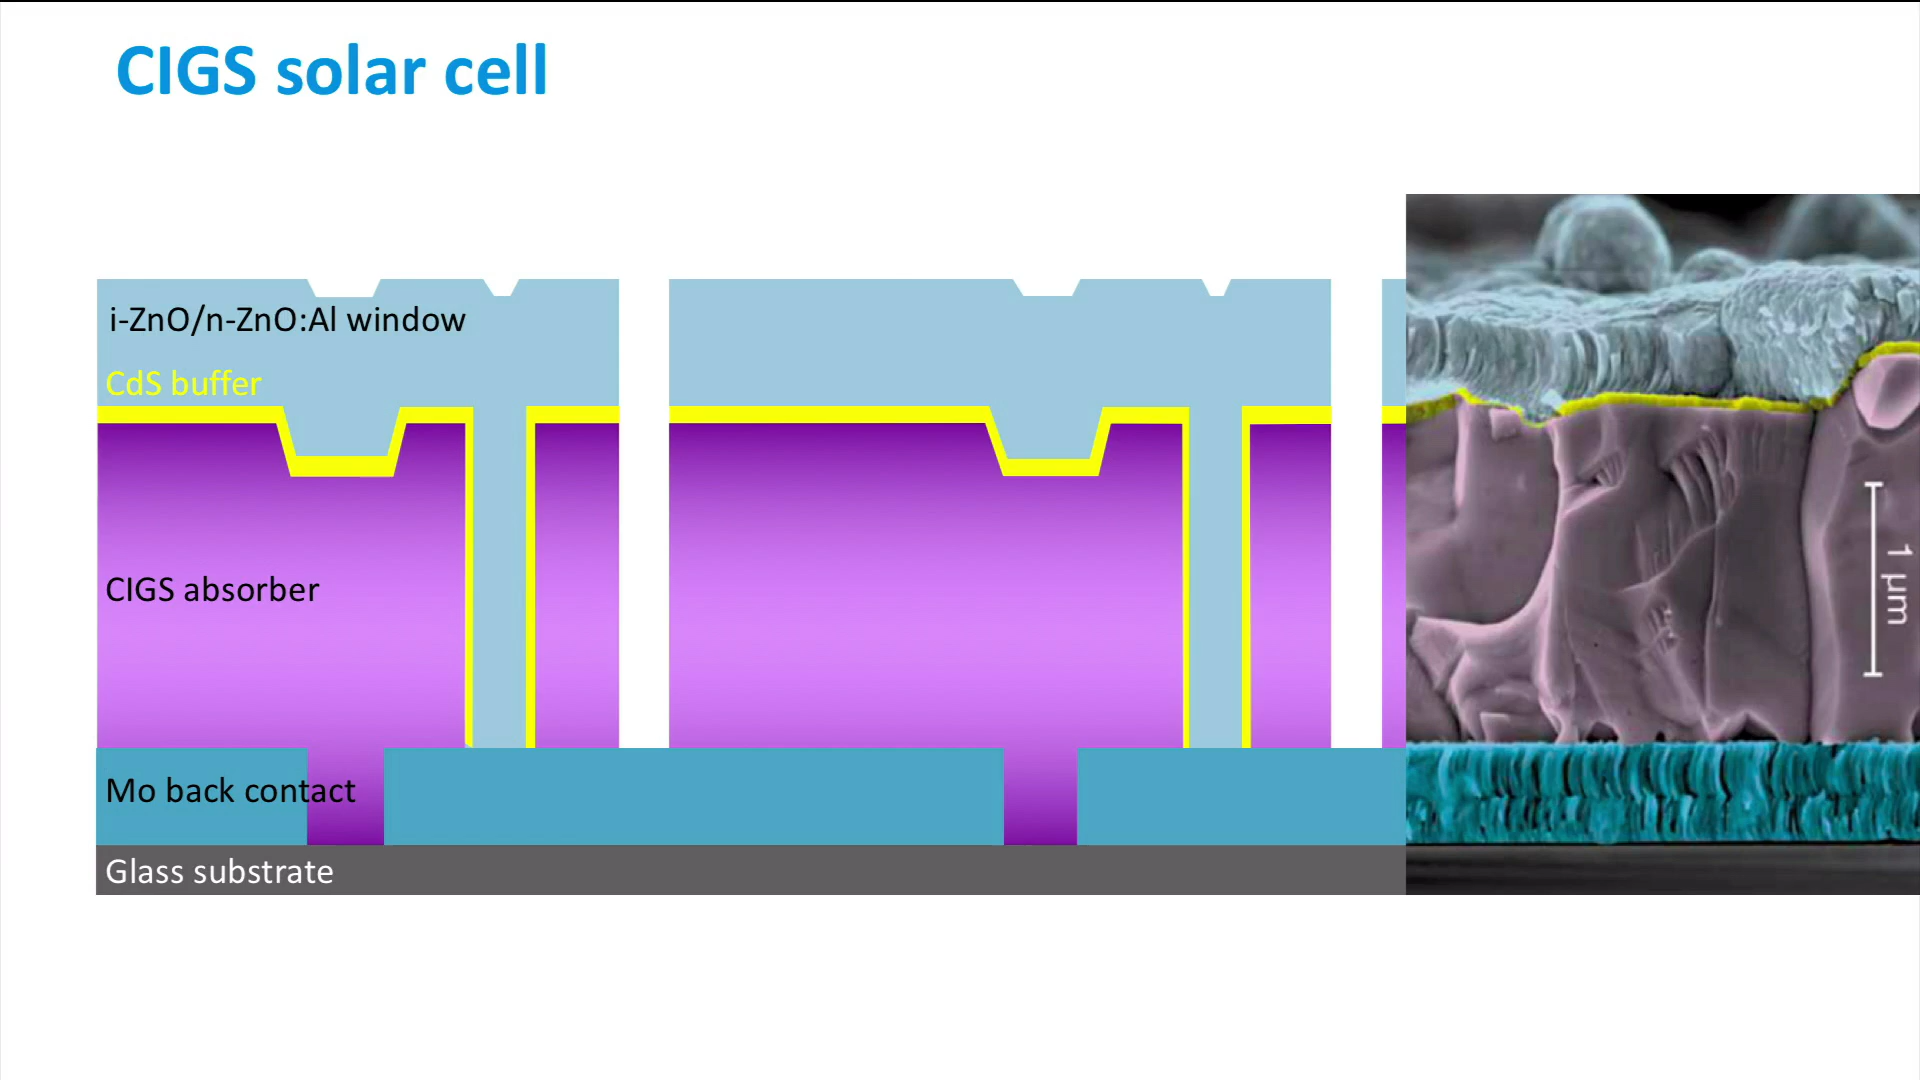 CIGS solar cell
i-ZnO/n-ZnO:Al window
CdS buffer
CIGS absorber
Mo back contact
Glass substrate
1 µm